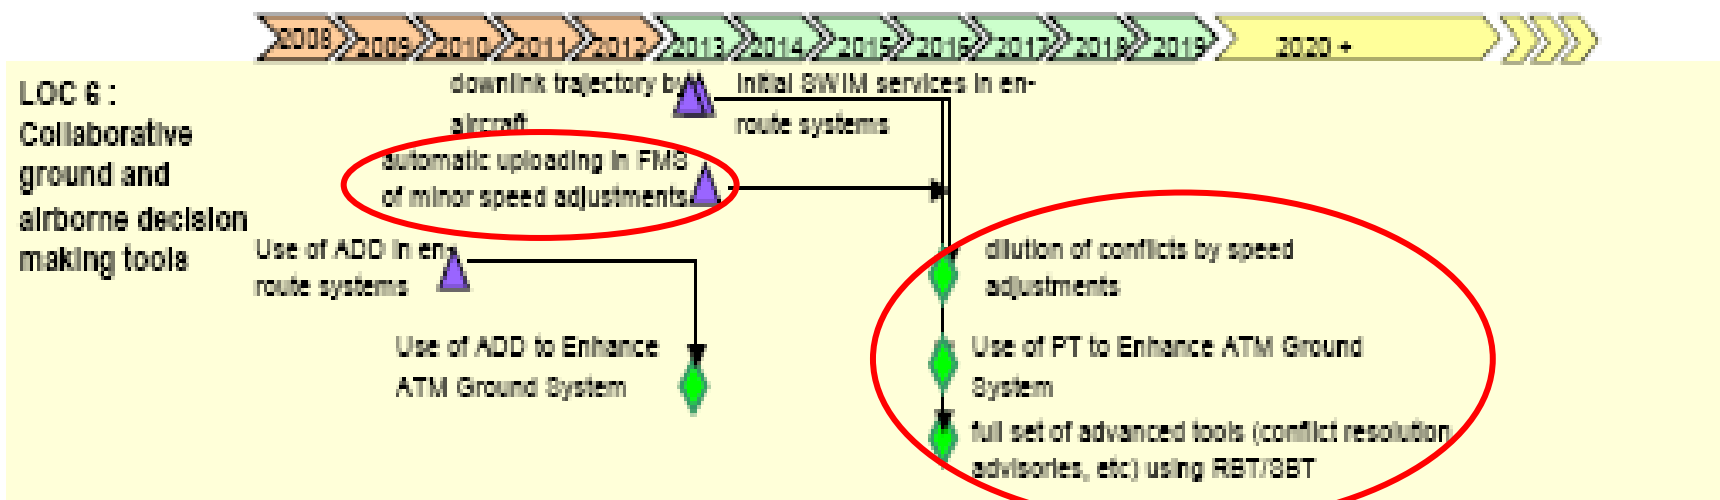 2008 2009 2010 2011 2012 2013 2014 2015 2016 2017 2018 2019 2020 +
LOC 6 :
Collaborative
ground and
airborne decision
making tools
downlink trajectory by
aircraft
initial SWIM services in en-
route systems
automatic uploading in FMS
of minor speed adjustments
Use of ADD in en-
route systems
dilution of conflicts by speed
adjustments
Use of ADD to Enhance
ATM Ground System
Use of PT to Enhance ATM Ground
System
full set of advanced tools (conflict resolution
advisories, etc) using RBT/SBT